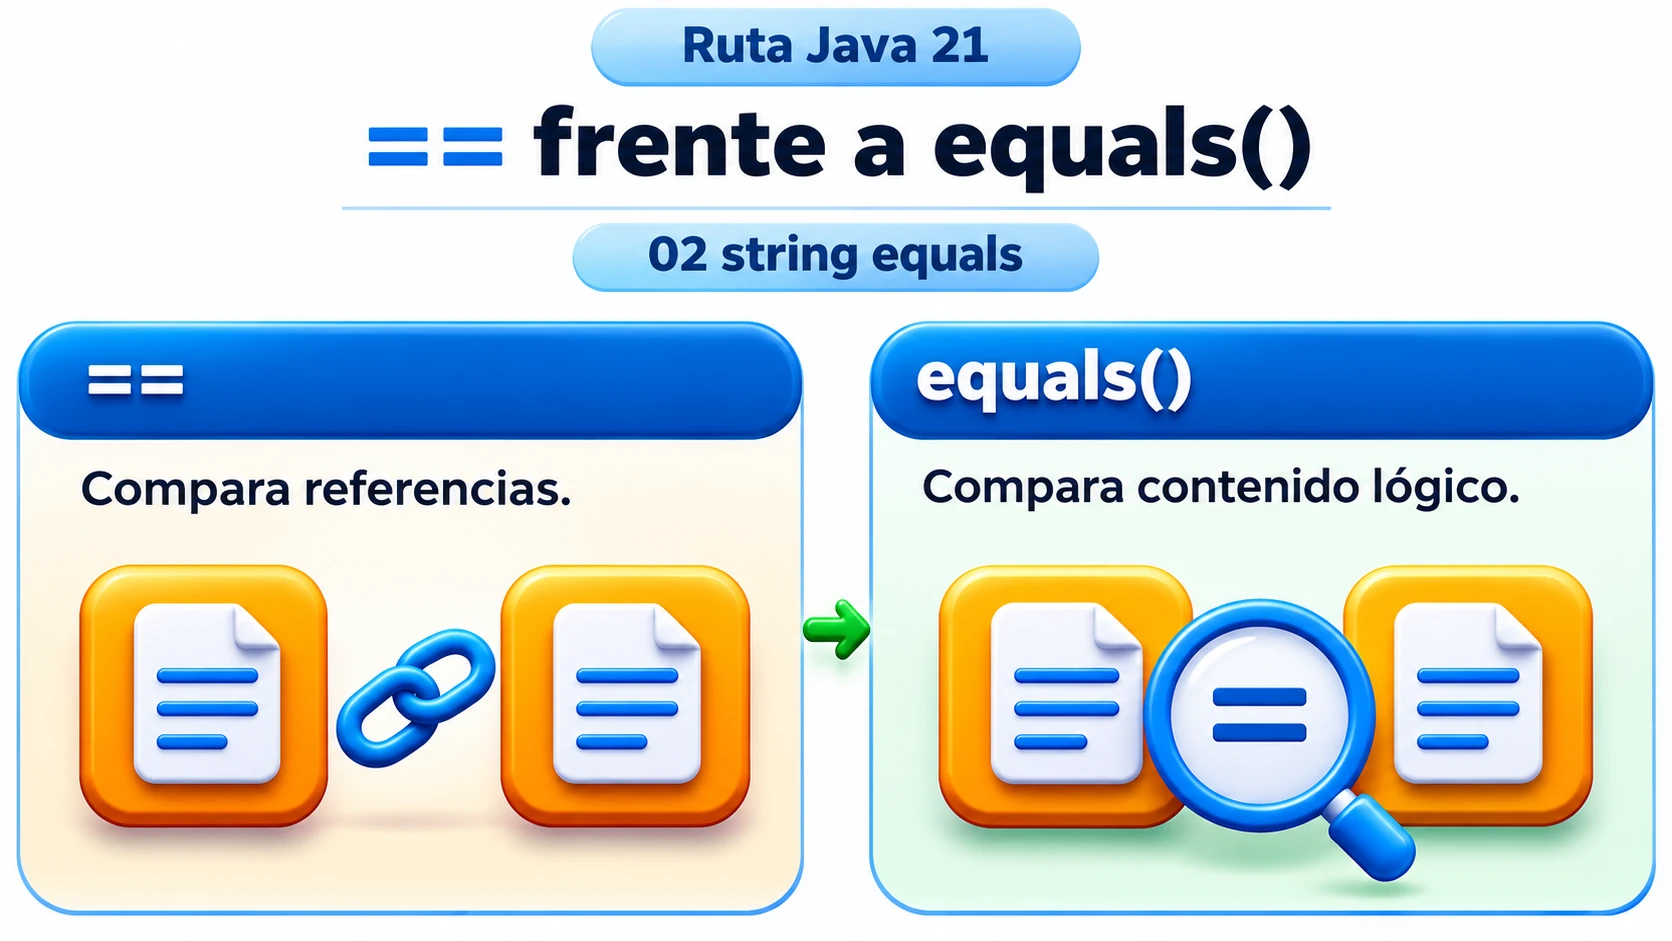 Ruta Java 21
== frente a equals()
02 string equals
==
Compara referencias.
equals()
Compara contenido lógico.
=